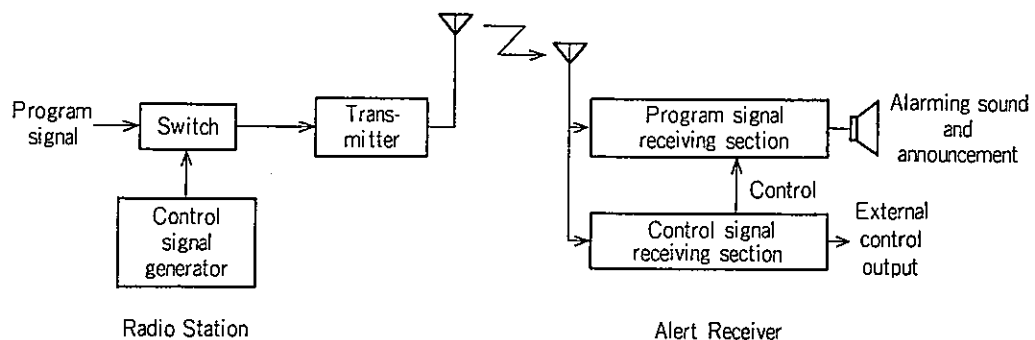 Program
signal
Switch
Trans-
mitter
Control
signal
generator
Radio Station
Program signal
receiving section
Alarming sound
and
announcement
Control
Control signal
receiving section
External
control
output
Alert Receiver